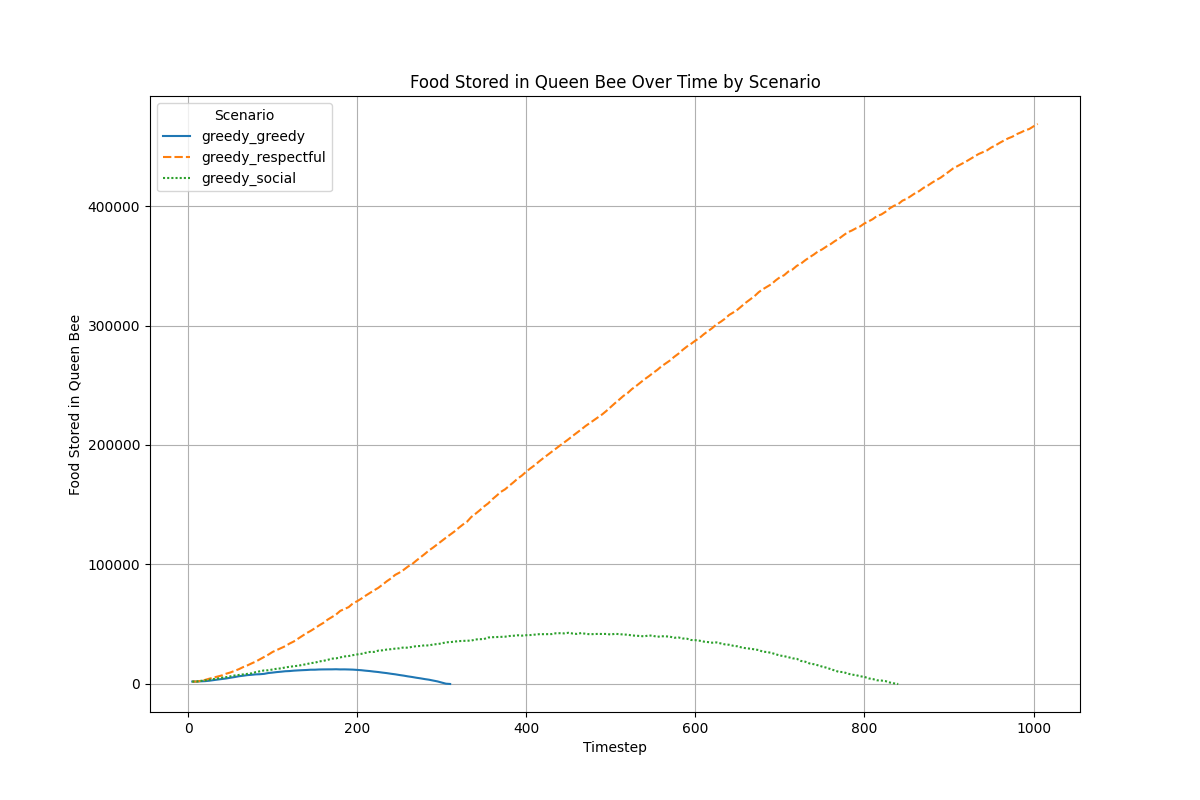 Food Stored in Queen Bee Over Time by Scenario
Scenario
greedy_greedy
greedy_respectful
greedy_social
Food Stored in Queen Bee
400000
300000
200000
100000
0
0 200 400 600 800 1000
Timestep